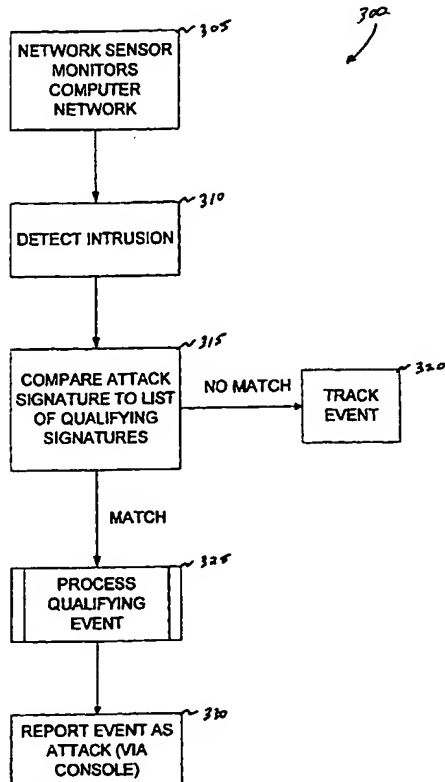 300
305
NETWORK SENSOR
MONITORS
COMPUTER
NETWORK
310
DETECT INTRUSION
315
COMPARE ATTACK
SIGNATURE TO LIST
OF QUALIFYING
SIGNATURES
NO MATCH
320
TRACK
EVENT
MATCH
325
PROCESS
QUALIFYING
EVENT
330
REPORT EVENT AS
ATTACK (VIA
CONSOLE)